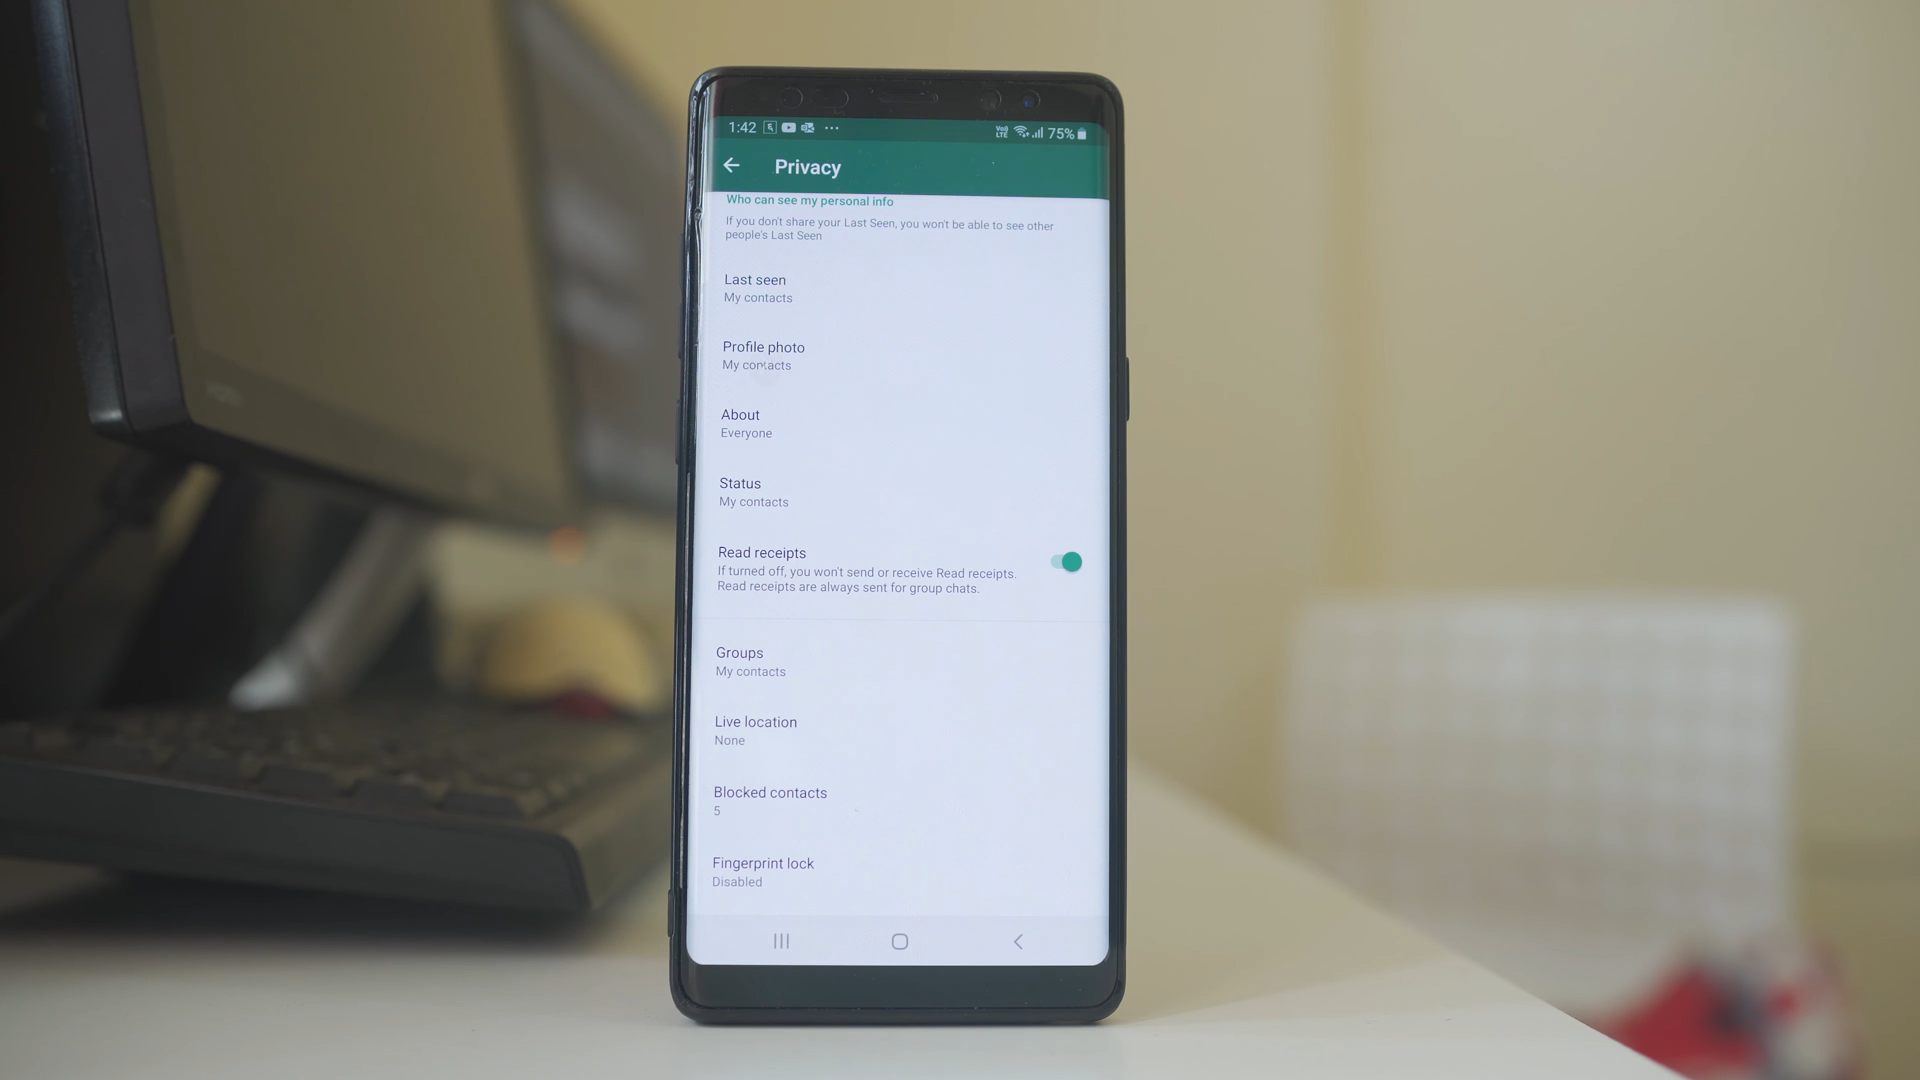 1:42
VoB LTE 75%
Privacy
Who can see my personal info
If you don't share your Last Seen, you won't be able to see other
people's Last Seen
Last seen
My contacts
Profile photo
My contacts
About
Everyone
Status
My contacts
Read receipts
If turned off, you won't send or receive Read receipts.
Read receipts are always sent for group chats.
Groups
My contacts
Live location
None
Blocked contacts
5
Fingerprint lock
Disabled